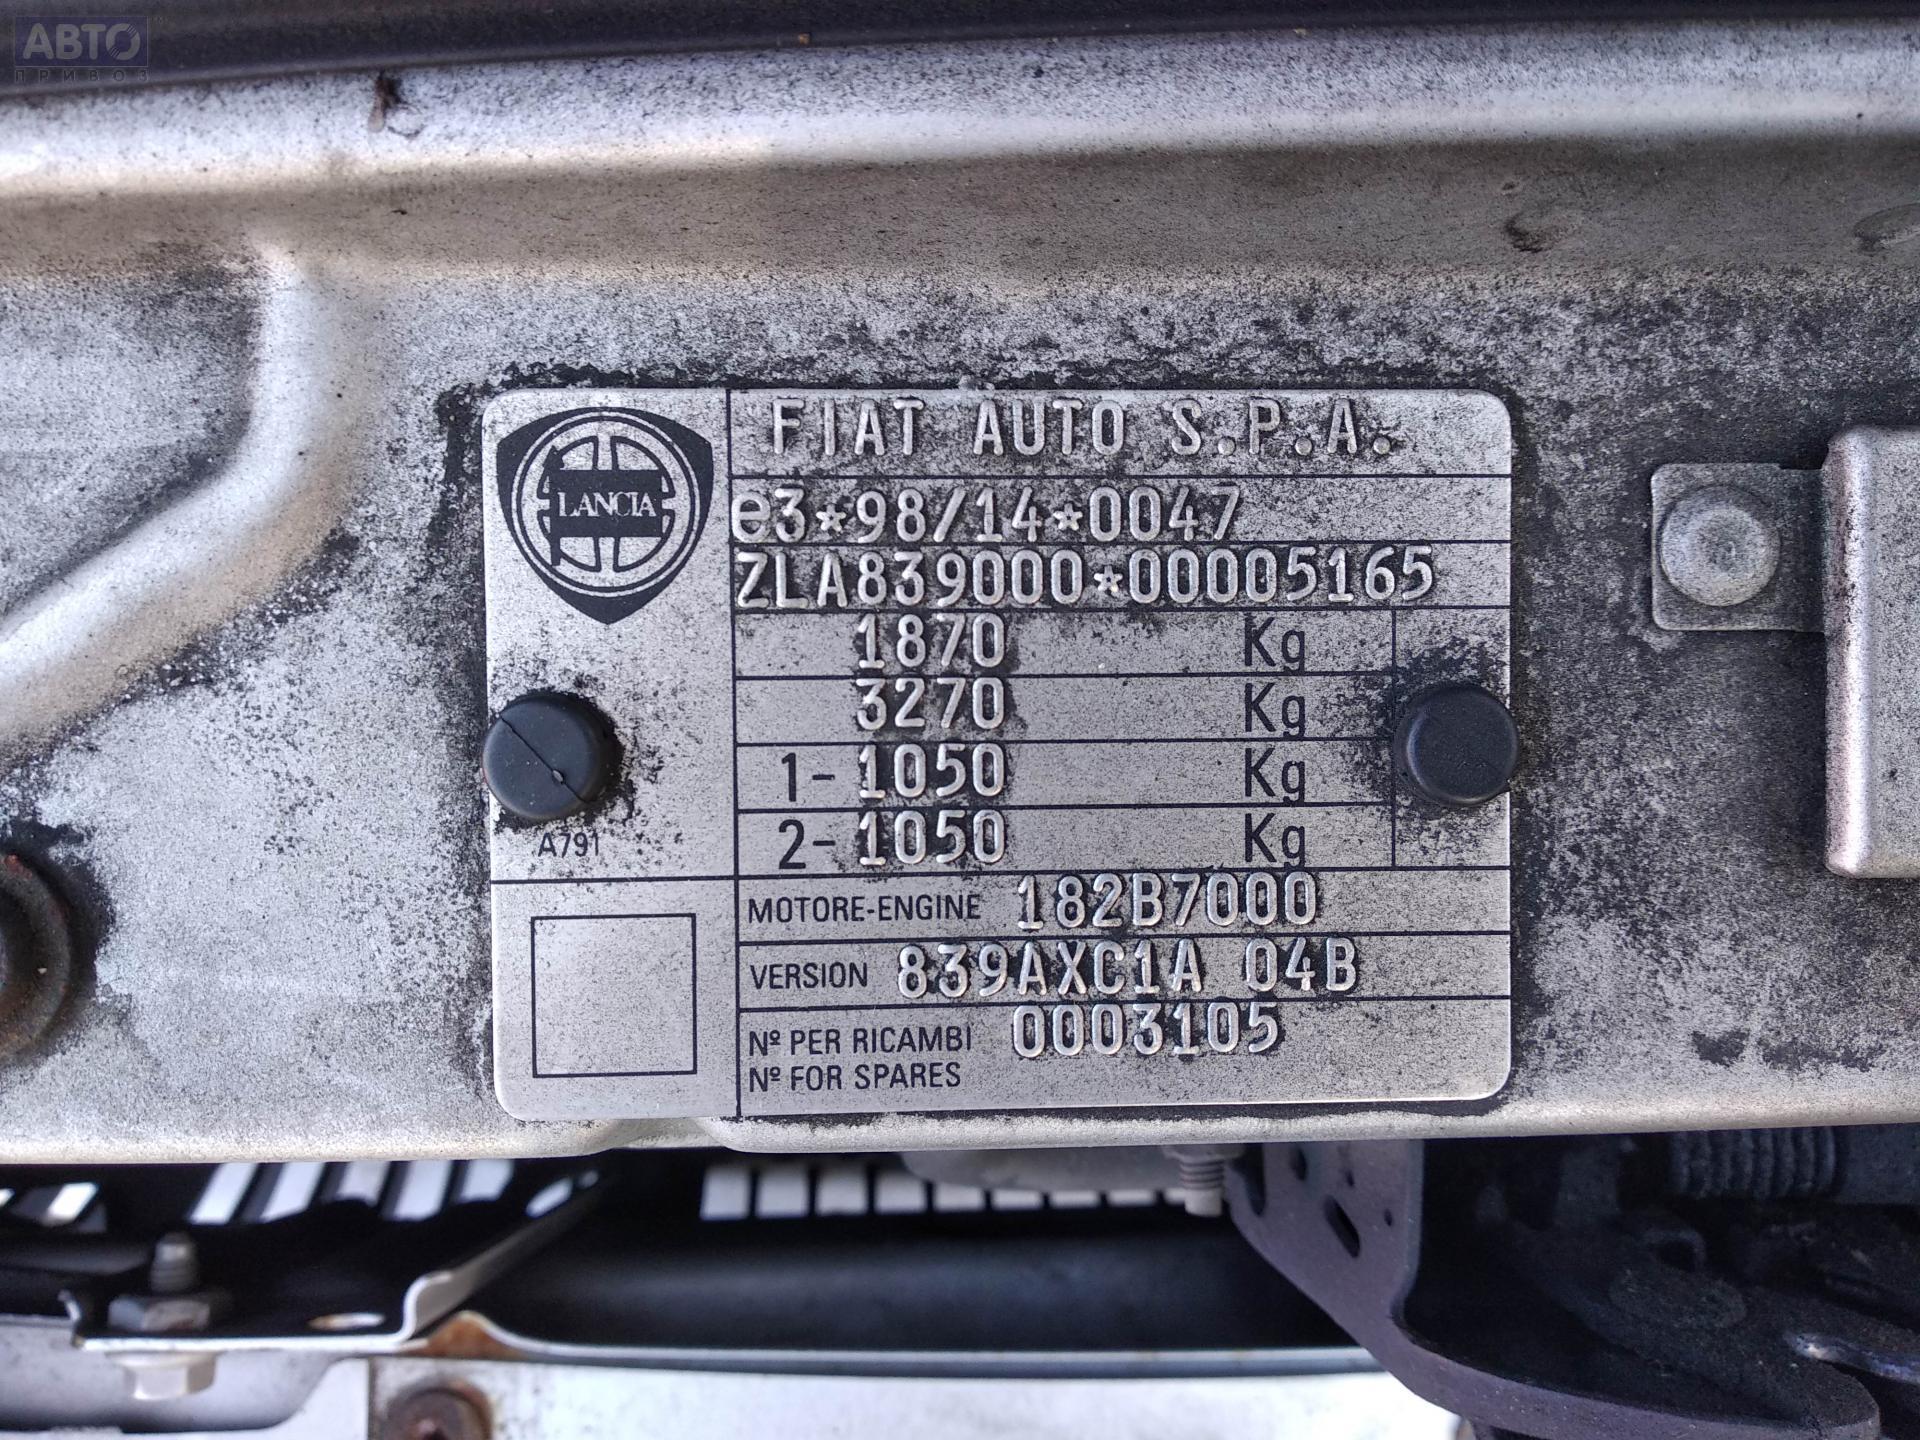 АВТО
ПРИВОЗ
LANCIA
FIAT AUTO S.P.A.
e3*98/14*0047
ZLA839000*00005165
1870 Kg
3270 Kg
1- 1050 Kg
2- 1050 Kg
A791
MOTORE-ENGINE 182B7000
VERSION 839AXC1A 04B
Nº PER RICAMBI 0003105
Nº FOR SPARES